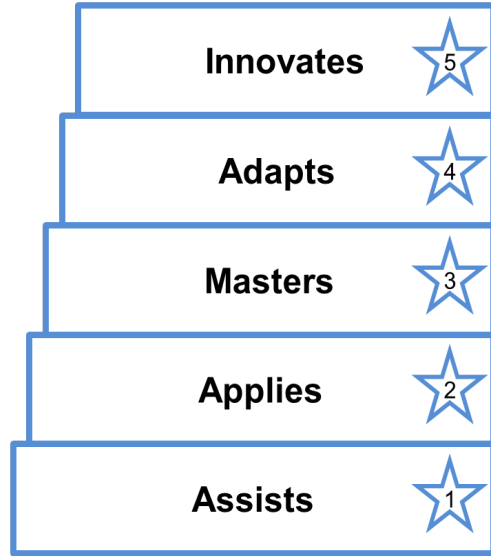 Innovates 5
Adapts 4
Masters 3
Applies 2
Assists 1